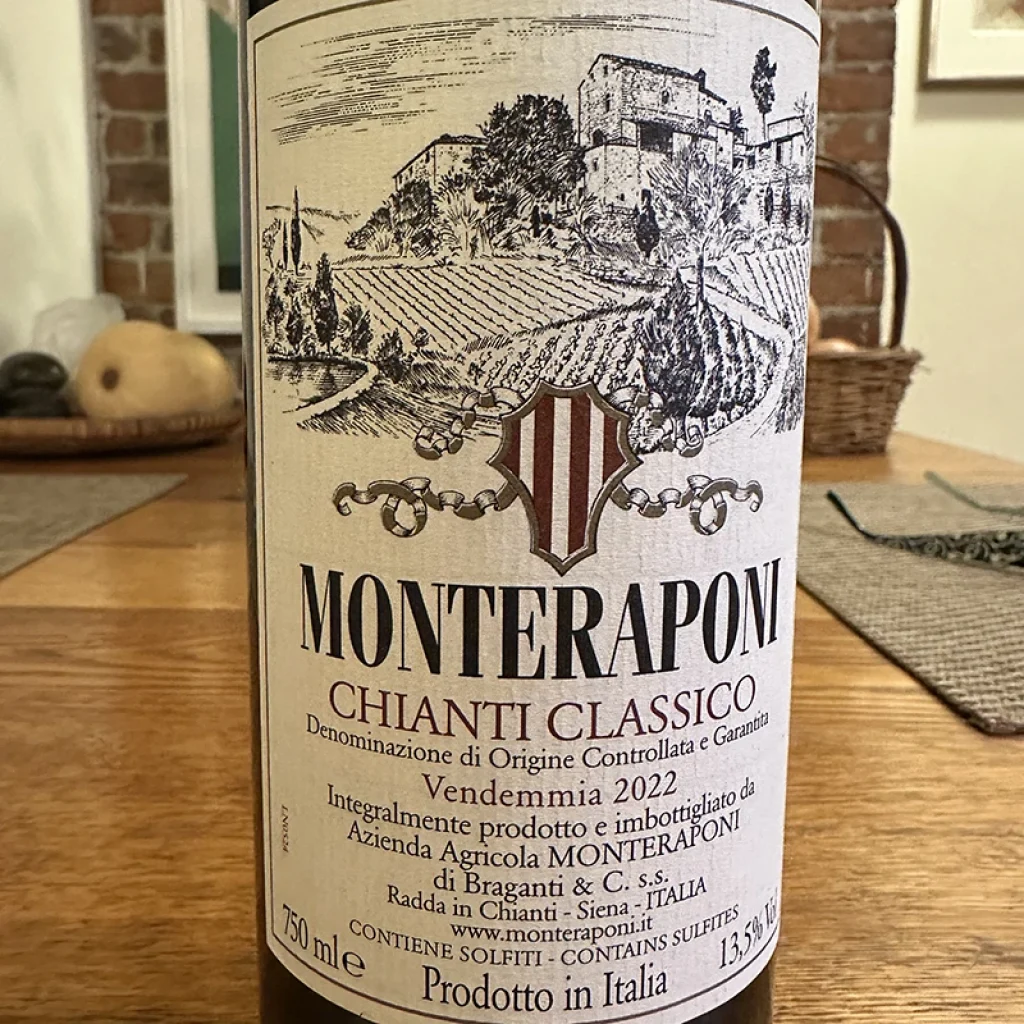 MONTERAPONI
CHIANTI CLASSICO
Denominazione di Origine Controllata e Garantita
Vendemmia 2022
Integralmente prodotto e imbottigliato da
Azienda Agricola MONTERAPONI
di Braganti & C. s.s.
Radda in Chianti - Siena - ITALIA
www.monteraponi.it
CONTIENE SOLFITI - CONTAINS SULFITES
750 ml e
13,5% Vol
Prodotto in Italia